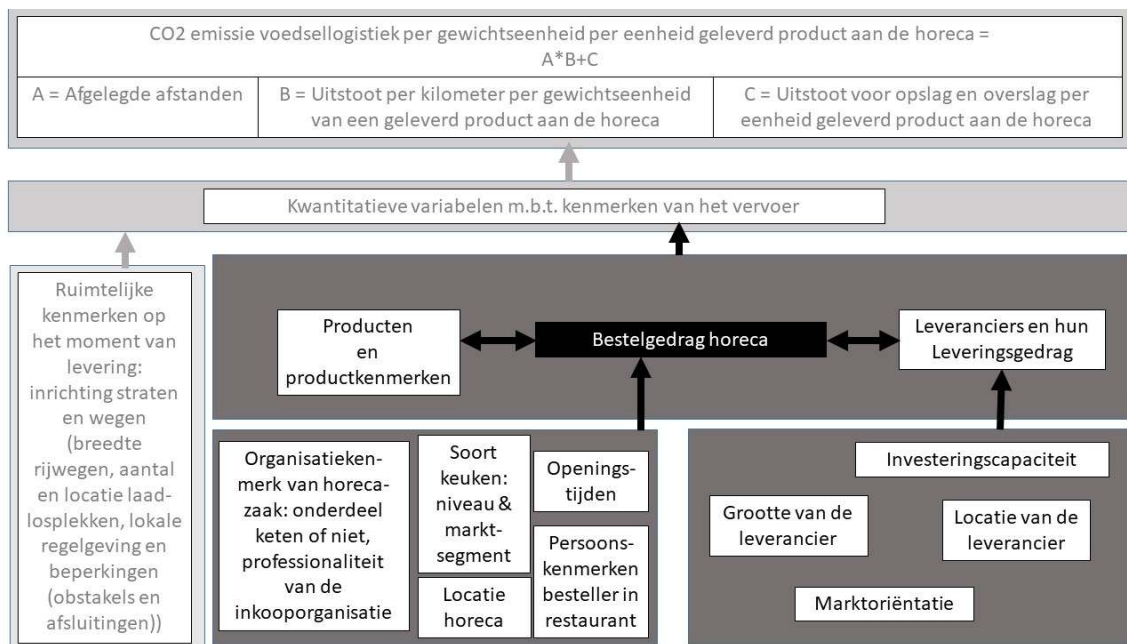 CO2 emissie voedsellogistiek per gewichtseenheid per eenheid geleverd product aan de horeca =
A*B+C
A = Afgelegde afstanden
B = Uitstoot per kilometer per gewichtseenheid
van een geleverd product aan de horeca
C = Uitstoot voor opslag en overslag per
eenheid geleverd product aan de horeca
Kwantitatieve variabelen m.b.t. kenmerken van het vervoer
Ruimtelijke
kenmerken op
het moment van
levering:
inrichting straten
en wegen
(breedte
rijwegen, aantal
en locatie laad-
losplekken, lokale
regelgeving en
beperkingen
(obstakels en
afsluitingen))
Producten
en
productkenmerken
Bestelgedrag horeca
Leveranciers en hun
Leveringsgedrag
Organisatieken-
merk van horeca-
zaak: onderdeel
keten of niet,
professionaliteit
van de
inkooporganisatie
Soort
keuken:
niveau &
markt-
segment
Locatie
horeca
Openings-
tijden
Persoons-
kenmerken
besteller in
restaurant
Investeringscapaciteit
Grootte van de
leverancier
Locatie van de
leverancier
Marktoriëntatie